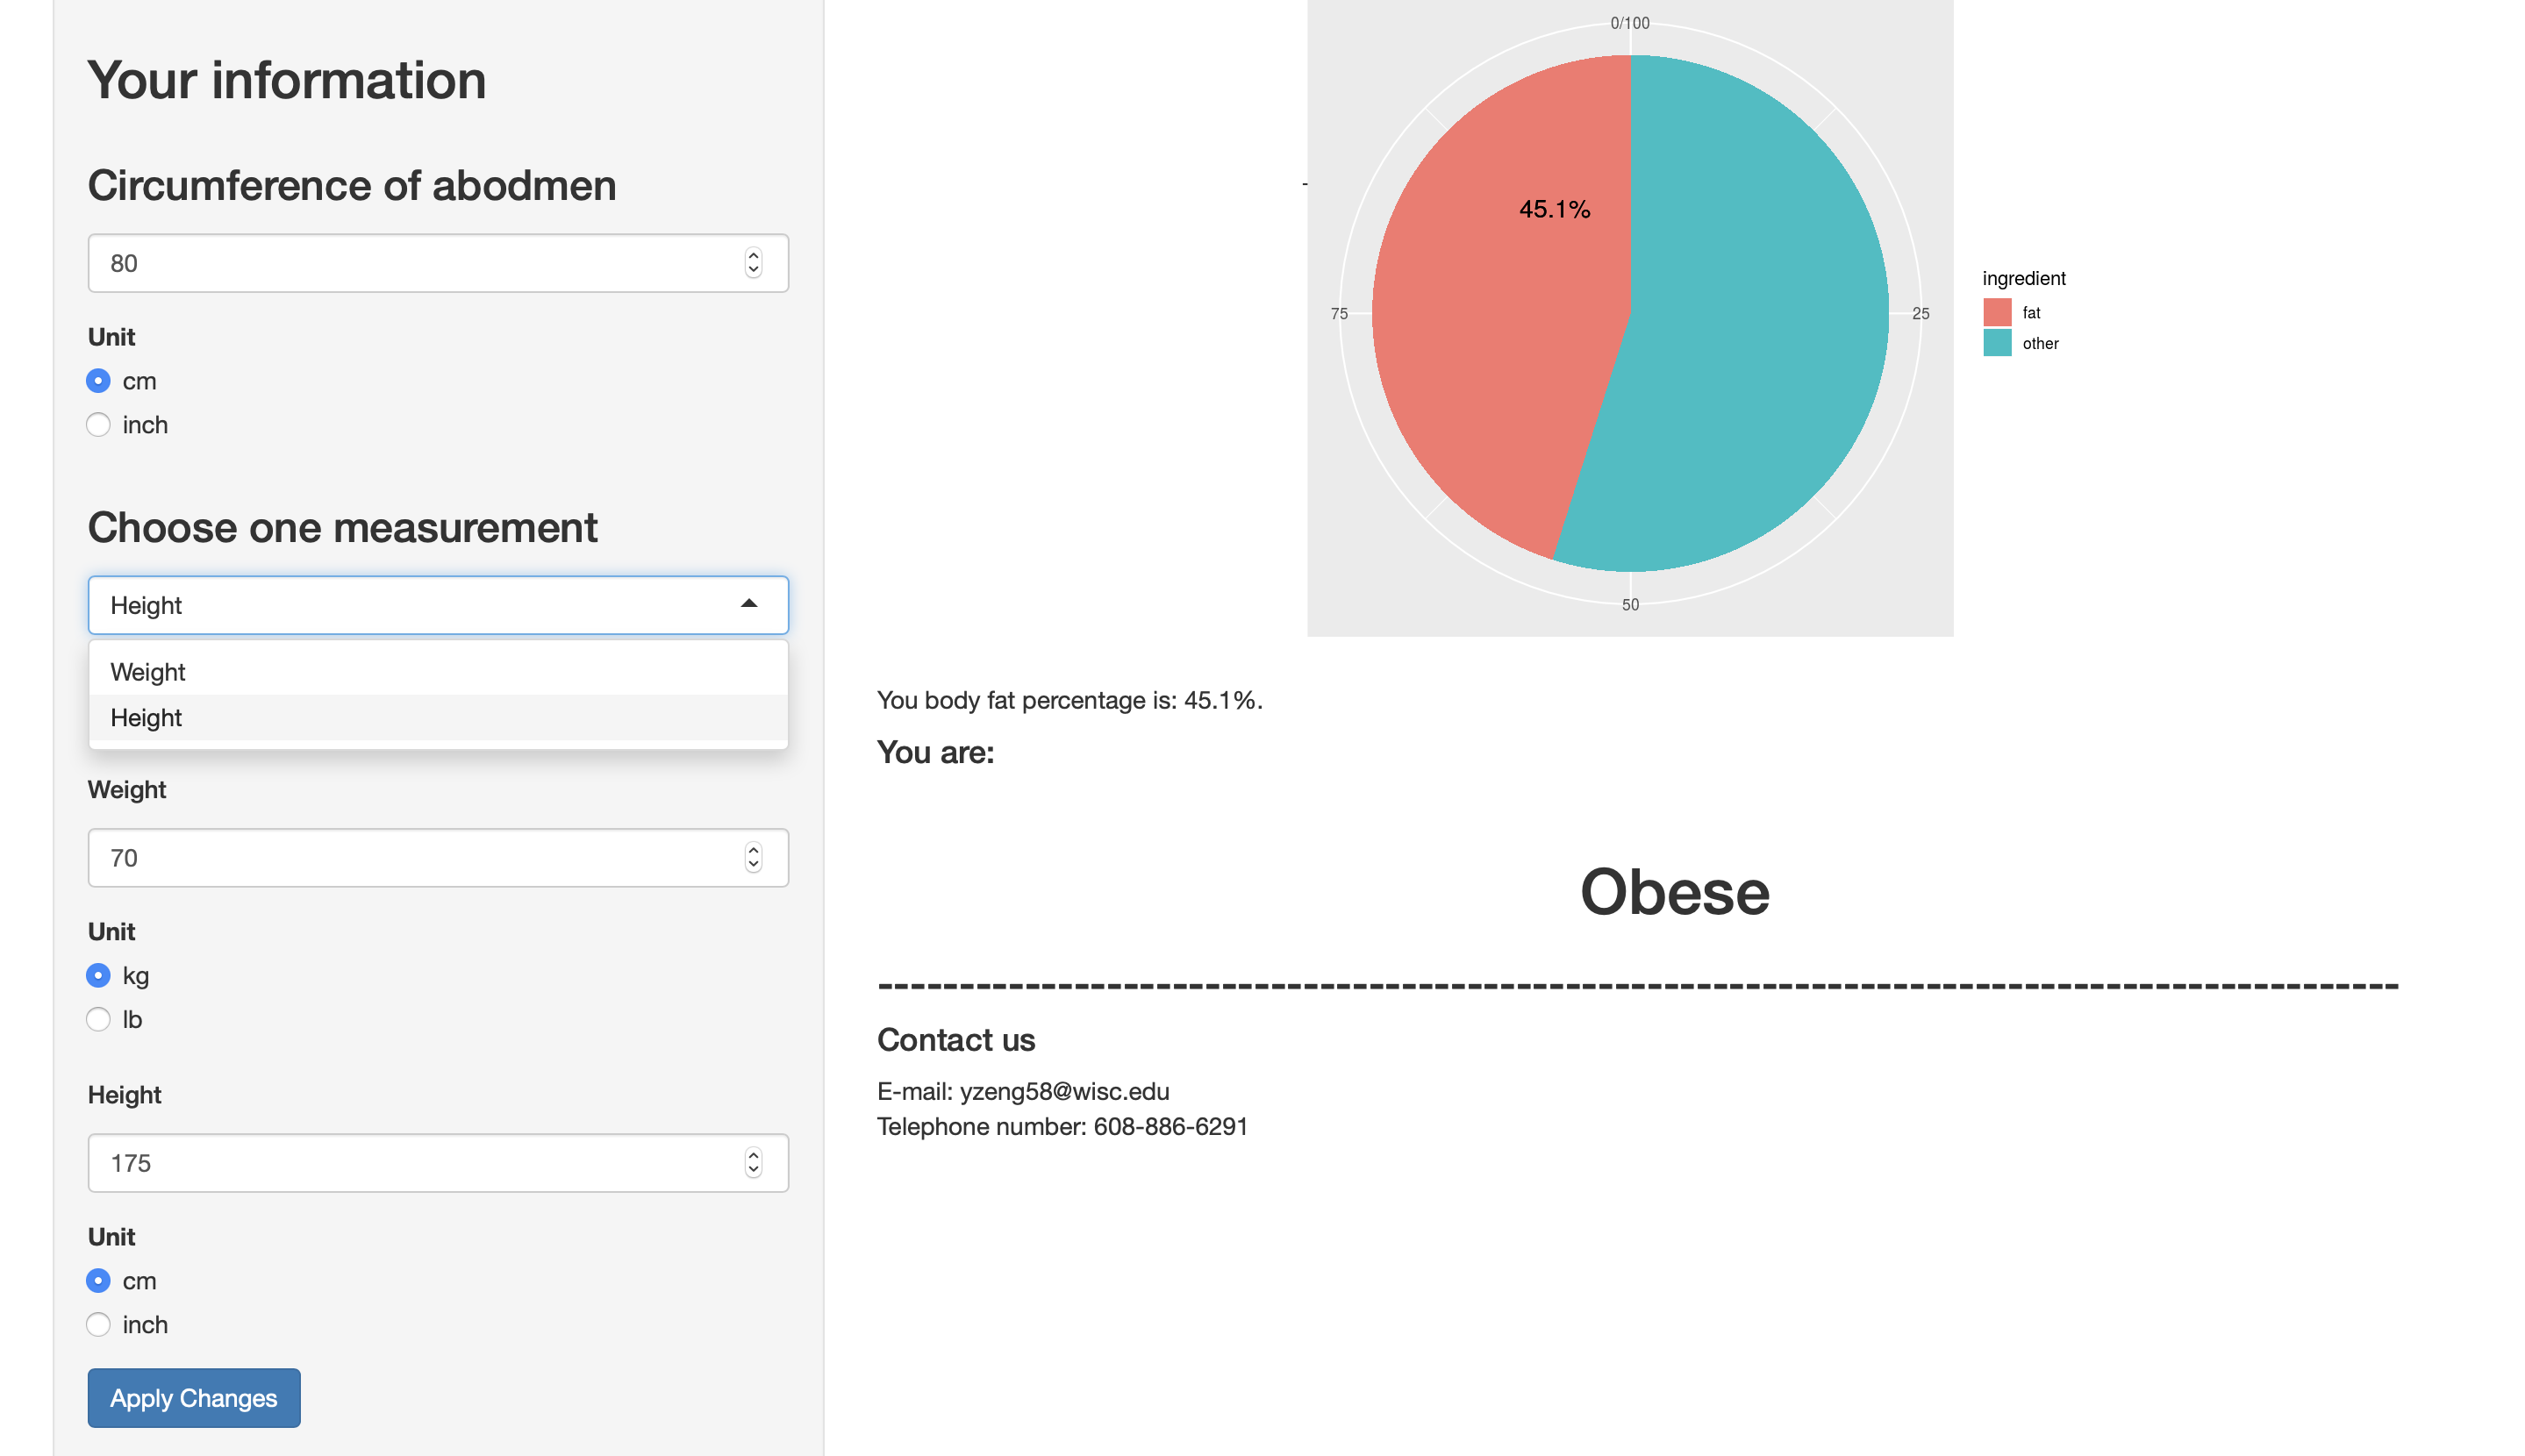 Your information
Circumference of abodmen
80
Unit
cm
inch
Choose one measurement
Height
Weight
Height
Weight
70
Unit
kg
lb
Height
175
Unit
cm
inch
Apply Changes
0/100
45.1%
75
25
50
ingredient
fat
other
You body fat percentage is: 45.1%.
You are:
Obese
Contact us
E-mail: yzeng58@wisc.edu
Telephone number: 608-886-6291